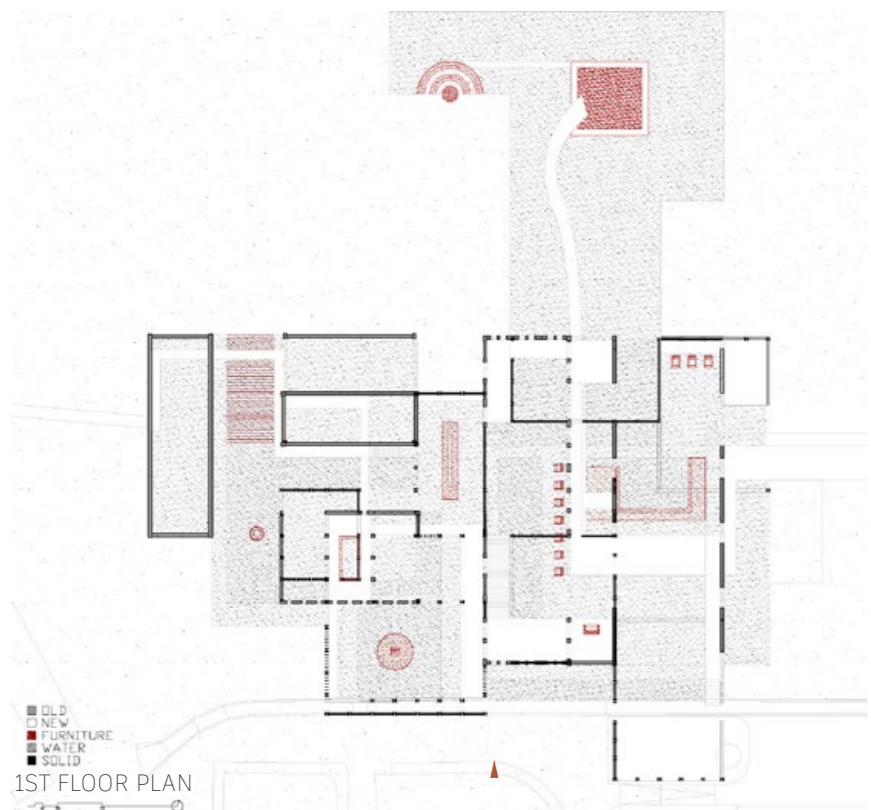 OLD
NEW
FURNITURE
WATER
SOLID
1ST FLOOR PLAN